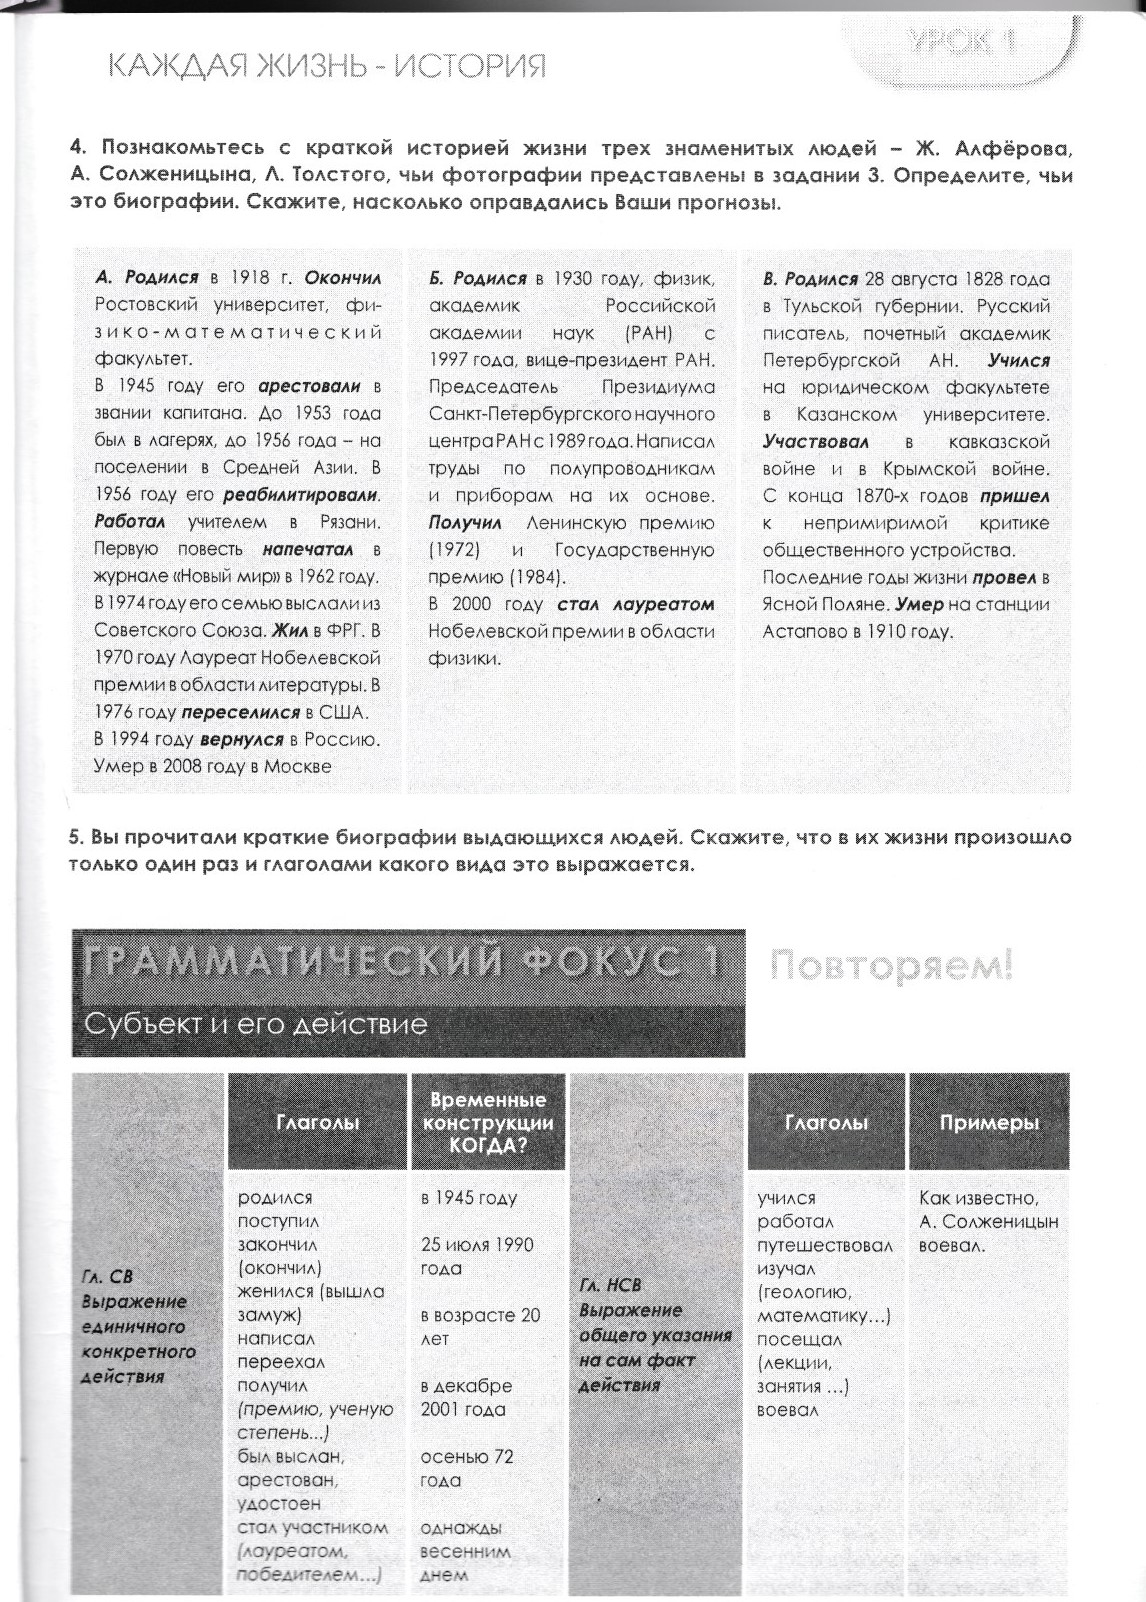 УРОК 1
КАЖДАЯ ЖИЗНЬ - ИСТОРИЯ
4. Познакомьтесь с краткой историей жизни трех знаменитых людей – Ж. Алфёрова,
А. Солженицына, Л. Толстого, чьи фотографии представлены в задании 3. Определите, чьи
это биографии. Скажите, насколько оправдались Ваши прогнозы.
А. Родился в 1918 г. Окончил
Ростовский университет, фи-
зико-математический
факультет.
В 1945 году его арестовали в
звании капитана. До 1953 года
был в лагерях, до 1956 года – на
поселении в Средней Азии. В
1956 году его реабилитировали.
Работал учителем в Рязани.
Первую повесть напечатал в
журнале «Новый мир» в 1962 году.
В 1974 году его семью выслали из
Советского Союза. Жил в ФРГ. В
1970 году Лауреат Нобелевской
премии в области литературы. В
1976 году переселился в США.
В 1994 году вернулся в Россию.
Умер в 2008 году в Москве
Б. Родился в 1930 году, физик,
академик Российской
академии наук (РАН) с
1997 года, вице-президент РАН.
Председатель Президиума
Санкт-Петербургского научного
центра РАН с 1989 года. Написал
труды по полупроводникам
и приборам на их основе.
Получил Ленинскую премию
(1972) и Государственную
премию (1984).
В 2000 году стал лауреатом
Нобелевской премии в области
физики.
В. Родился 28 августа 1828 года
в Тульской губернии. Русский
писатель, почетный академик
Петербургской АН. Учился
на юридическом факультете
в Казанском университете.
Участвовал в кавказской
войне и в Крымской войне.
С конца 1870-х годов пришел
к непримиримой критике
общественного устройства.
Последние годы жизни провел в
Ясной Поляне. Умер на станции
Астапово в 1910 году.
5. Вы прочитали краткие биографии выдающихся людей. Скажите, что в их жизни произошло
только один раз и глаголами какого вида это выражается.
ГРАММАТИЧЕСКИЙ ФОКУС 1
Повторяем!
Субъект и его действие
Гл. СВ
Выражение
единичного
конкретного
действия
Глаголы
родился
поступил
закончил
(окончил)
женился (вышла
замуж)
написал
переехал
получил
(премию, ученую
степень...)
был выслан,
арестован,
удостоен
стал участником
(лауреатом,
победителем...)
Временные
конструкции
КОГДА?
в 1945 году
25 июля 1990
года
в возрасте 20
лет
в декабре
2001 года
осенью 72
года
однажды
весенним
днем
Гл. НСВ
Выражение
общего указания
на сам факт
действия
Глаголы
учился
работал
путешествовал
изучал
(геологию,
математику...)
посещал
(лекции,
занятия ...)
воевал
Примеры
Как известно,
А. Солженицын
воевал.